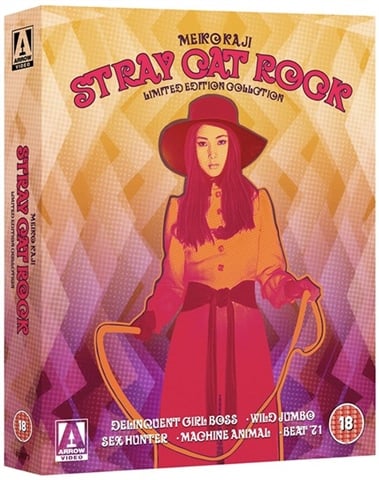 ARROW
VIDEO
MEIKO KAJI
STRAY CAT ROCK
LIMITED EDITION COLLECTION
MEIKO KAJI
STRAY CAT ROCK
LIMITED EDITION COLLECTION
18
DELINQUENT GIRL BOSS - WILD JUMBO
SEX HUNTER - MACHINE ANIMAL - BEAT '71
ARROW
VIDEO
18